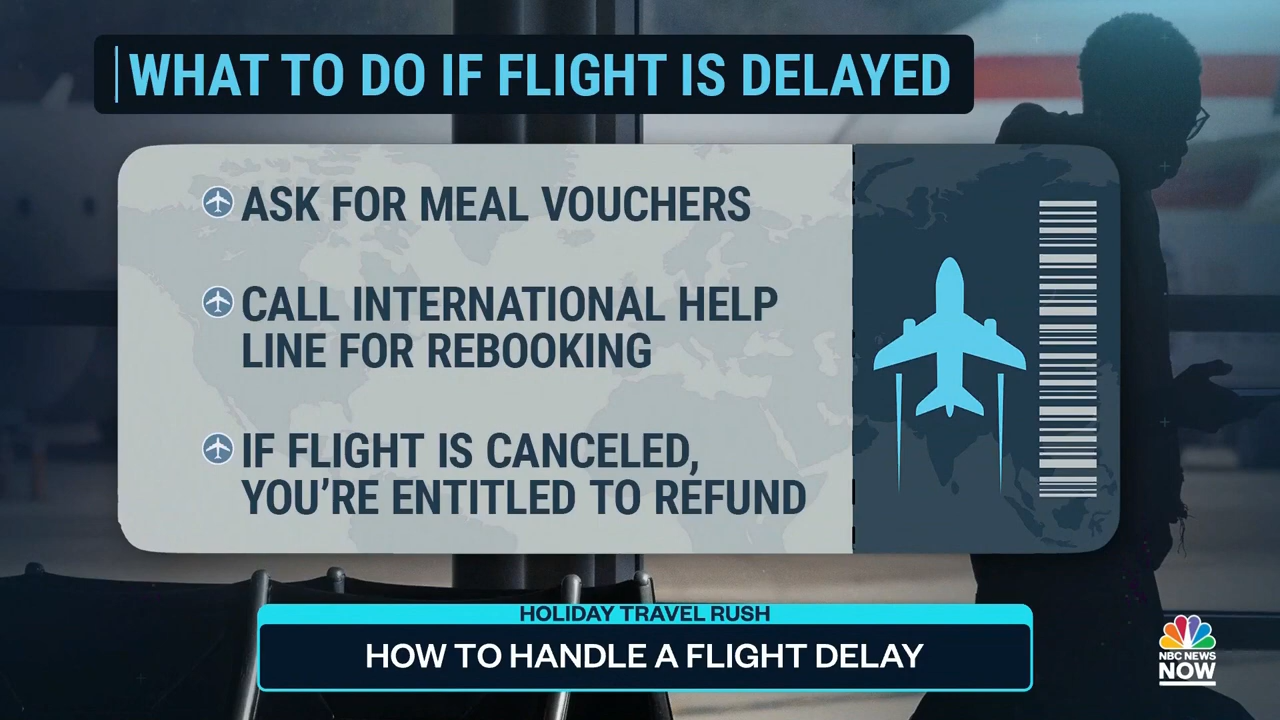 WHAT TO DO IF FLIGHT IS DELAYED
ASK FOR MEAL VOUCHERS
CALL INTERNATIONAL HELP
LINE FOR REBOOKING
IF FLIGHT IS CANCELED,
YOU'RE ENTITLED TO REFUND
HOLIDAY TRAVEL RUSH
HOW TO HANDLE A FLIGHT DELAY
NBC NEWS
NOW